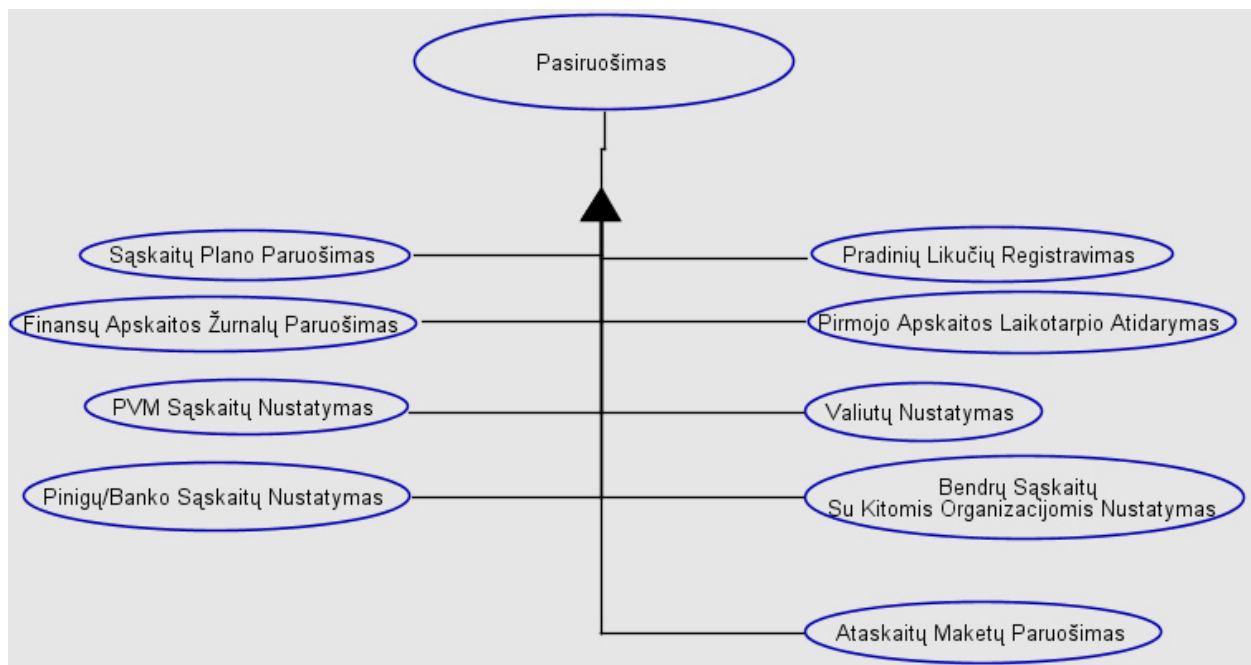 Pasiruošimas
Sąskaitų Plano Paruošimas
Pradinių Likučių Registravimas
Finansų Apskaitos Žurnalų Paruošimas
Pirmojo Apskaitos Laikotarpio Atidarymas
PVM Sąskaitų Nustatymas
Valiutų Nustatymas
Pinigų/Banko Sąskaitų Nustatymas
Bendrų Sąskaitų
Su Kitomis Organizacijomis Nustatymas
Ataskaitų Maketų Paruošimas